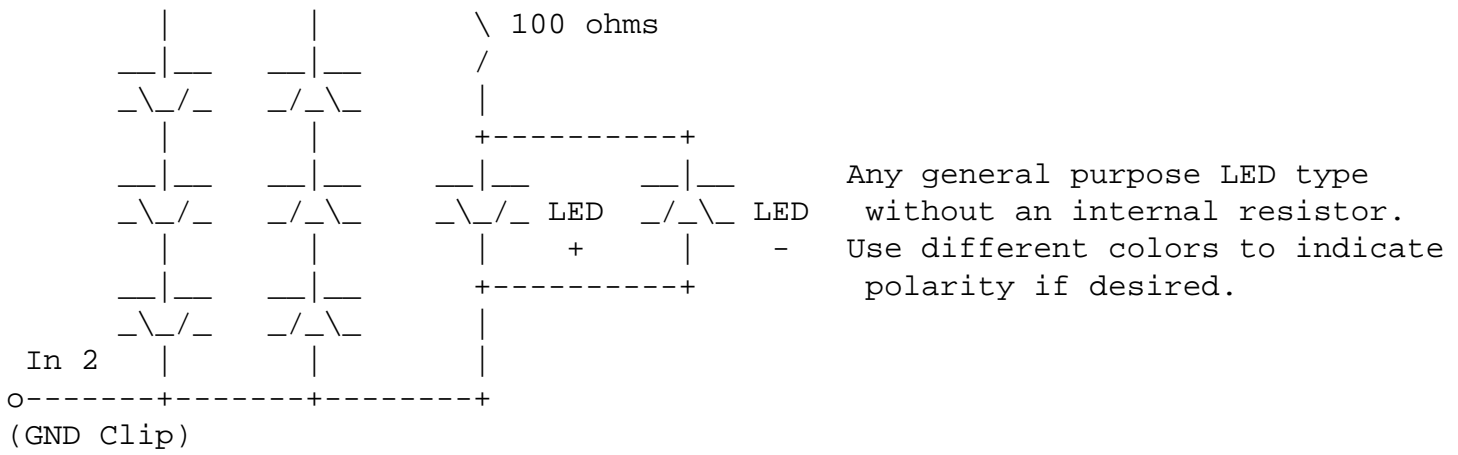 100 ohms
Any general purpose LED type
LED LED without an internal resistor.
+ - Use different colors to indicate
polarity if desired.
In 2
(GND Clip)